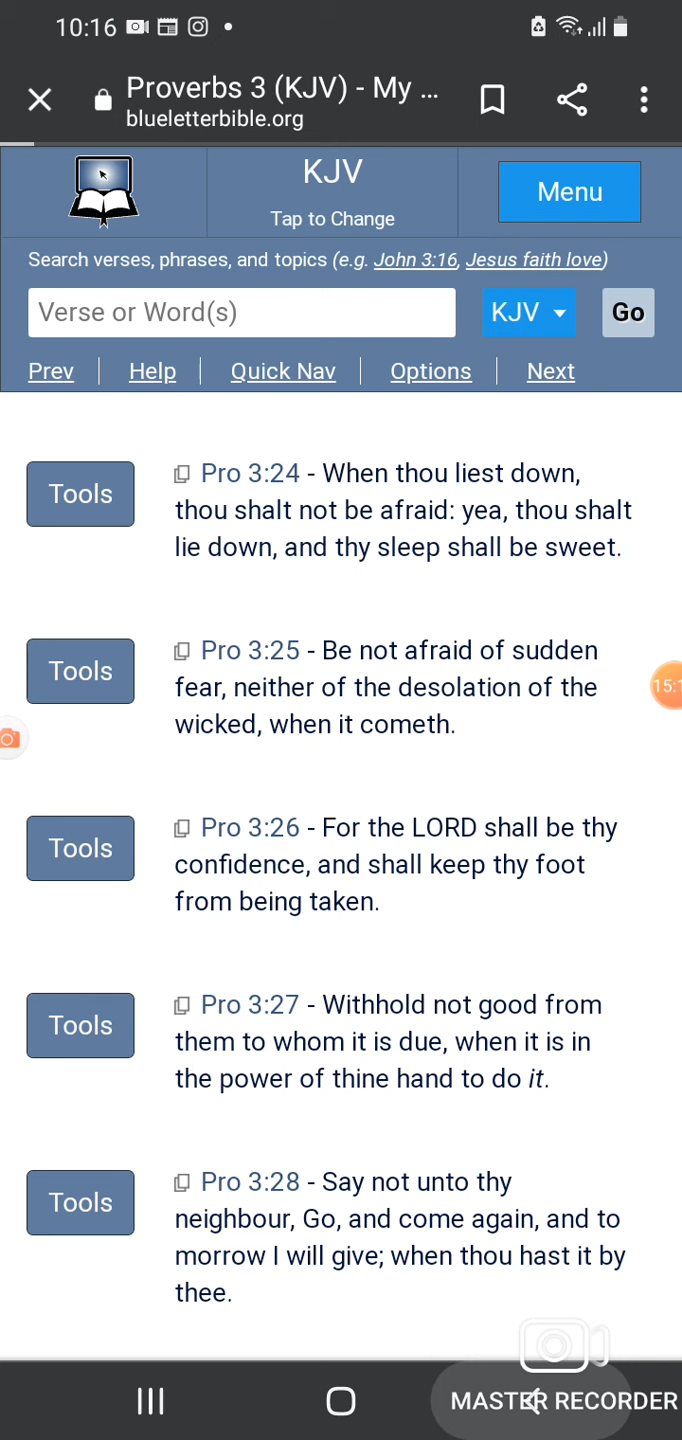 10:16
Proverbs 3 (KJV) - My ...
blueletterbible.org
KJV
Tap to Change
Menu
Search verses, phrases, and topics (e.g. John 3:16, Jesus faith love)
Verse or Word(s)
KJV
Go
Prev
Help
Quick Nav
Options
Next
Tools
Pro 3:24 - When thou liest down,
thou shalt not be afraid: yea, thou shalt
lie down, and thy sleep shall be sweet.
Tools
Pro 3:25 - Be not afraid of sudden
fear, neither of the desolation of the
wicked, when it cometh.
15:1
Tools
Pro 3:26 - For the LORD shall be thy
confidence, and shall keep thy foot
from being taken.
Tools
Pro 3:27 - Withhold not good from
them to whom it is due, when it is in
the power of thine hand to do it.
Tools
Pro 3:28 - Say not unto thy
neighbour, Go, and come again, and to
morrow I will give; when thou hast it by
thee.
MASTER RECORDER